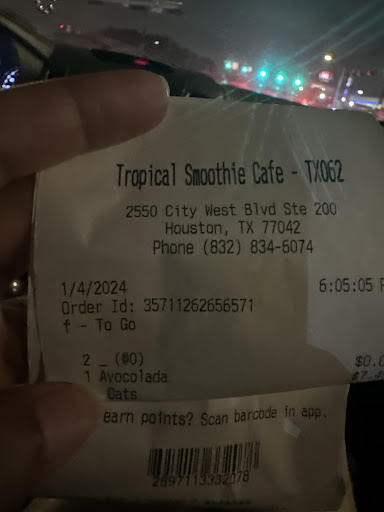 Tropical Smoothie Cafe - TX062
2550 City West Blvd Ste 200
Houston, TX 77042
Phone (832) 834-6074
1/4/2024 6:05:05 P
Order Id: 35711262656571
f - To Go
2 _ (@0) $0.0
1 Avocolada
Oats
earn points? Scan barcode in app.
2897113332078